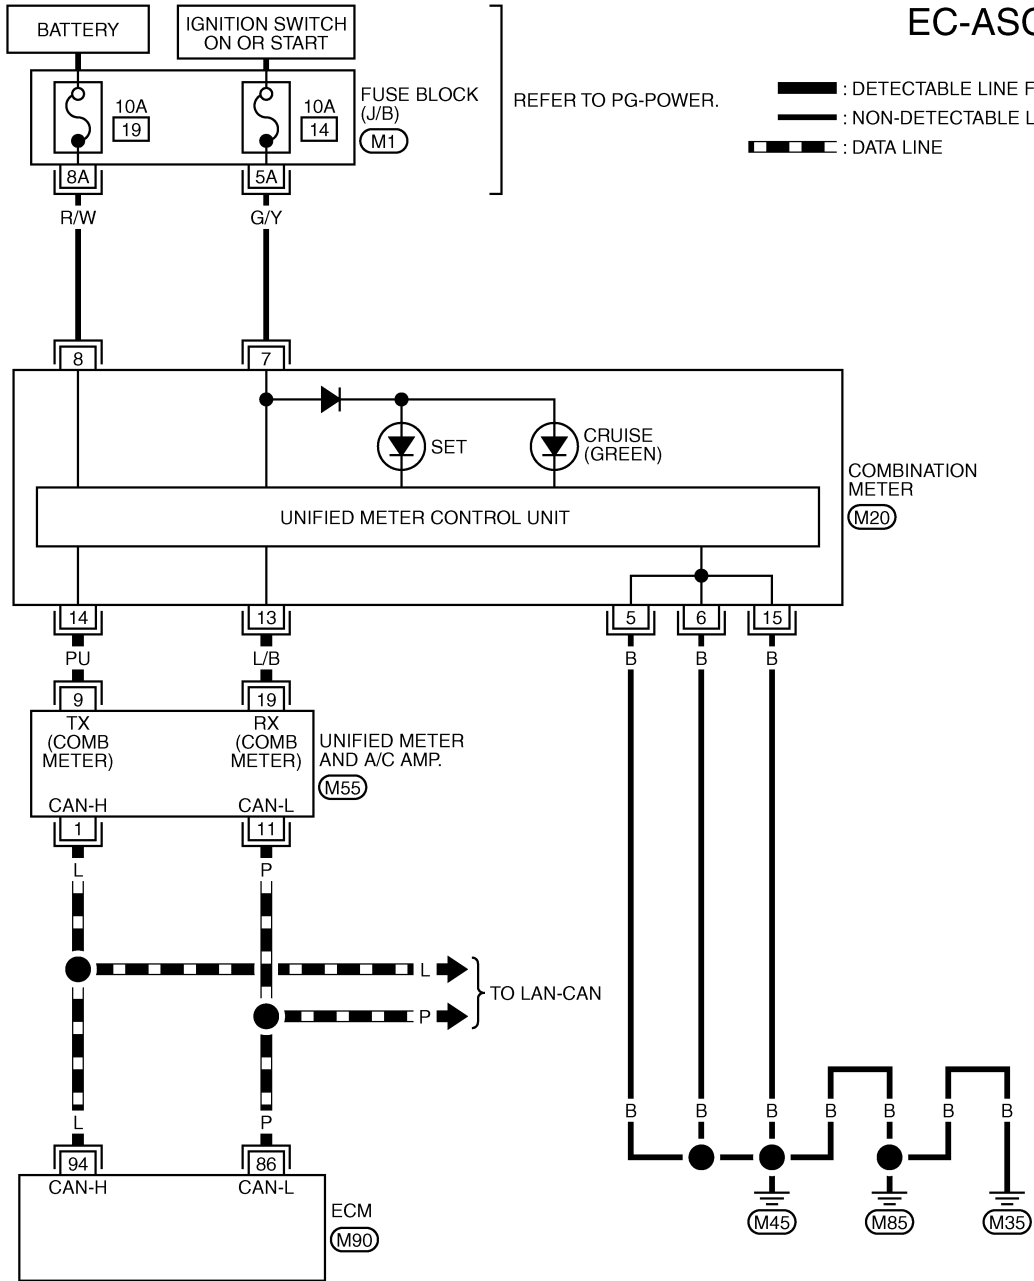 EC-ASC
BATTERY
IGNITION SWITCH
ON OR START
10A
19
10A
14
FUSE BLOCK
(J/B)
M1
REFER TO PG-POWER.
: DETECTABLE LINE F
: NON-DETECTABLE L
: DATA LINE
8A
5A
R/W
G/Y
8
7
SET
CRUISE
(GREEN)
UNIFIED METER CONTROL UNIT
COMBINATION
METER
M20
14
13
5
6
15
PU
L/B
B
B
B
9
19
TX
(COMB
METER)
RX
(COMB
METER)
UNIFIED METER
AND A/C AMP.
M55
CAN-H
CAN-L
1
11
L
P
L
P
TO LAN-CAN
L
P
B
B
B
B
B
B
B
94
86
CAN-H
CAN-L
ECM
M90
M45
M85
M35